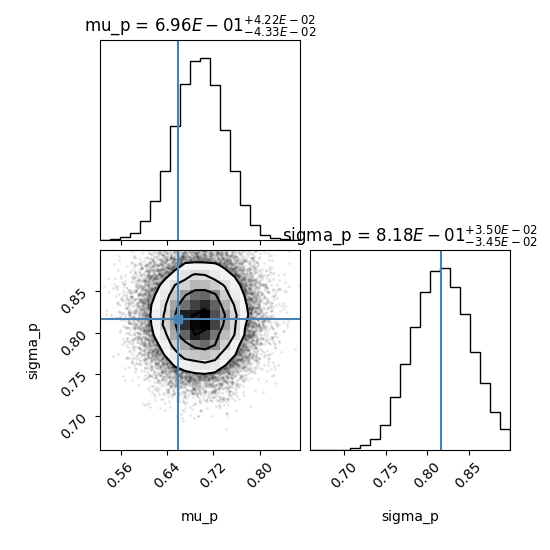 mu_p = 6.96E − 01+4.22E−02 −4.33E−02
sigma_p = 8.18E − 01+3.50E−02 −3.45E−02
sigma_p
0.85
0.80
0.75
0.70
0.56 0.64 0.72 0.80
mu_p
0.70 0.75 0.80 0.85
sigma_p